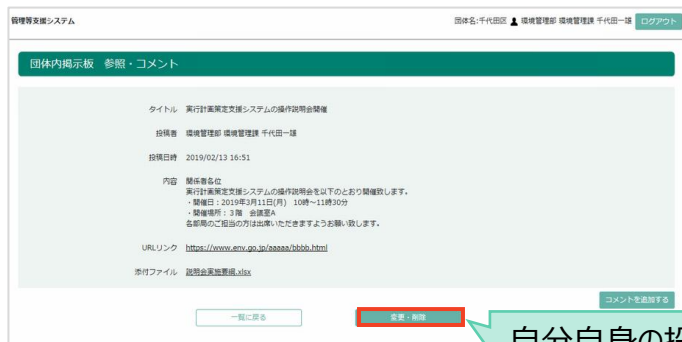 管理等支援システム
団体名:千代田区 環境管理部 環境管理課 千代田一雄 ログアウト
団体内掲示板 参照・コメント
タイトル 実行計画策定支援システムの操作説明会開催
投稿者 環境管理部 環境管理課 千代田一雄
投稿日時 2019/02/13 16:51
内容 関係者各位
実行計画策定支援システムの操作説明会を以下のとおり開催致します。
・開催日：2019年3月11日(月) 10時～11時30分
・開催場所：3階 会議室A
各部局のご担当の方は出席いただきますようお願い致します。
URLリンク https://www.env.go.jp/aaaaa/bbbb.html
添付ファイル 説明会実施要綱.xlsx
コメントを追加する
一覧に戻る 変更・削除
自分自身の投